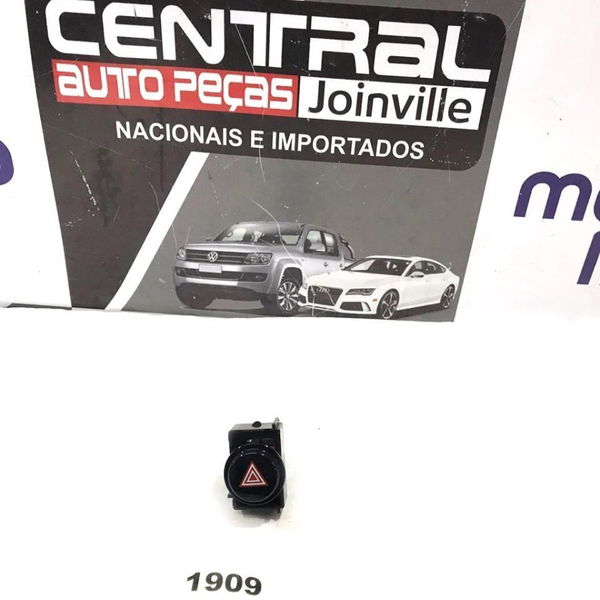 CENTRAL
AUTO PEÇAS Joinville
NACIONAIS E IMPORTADOS
1909